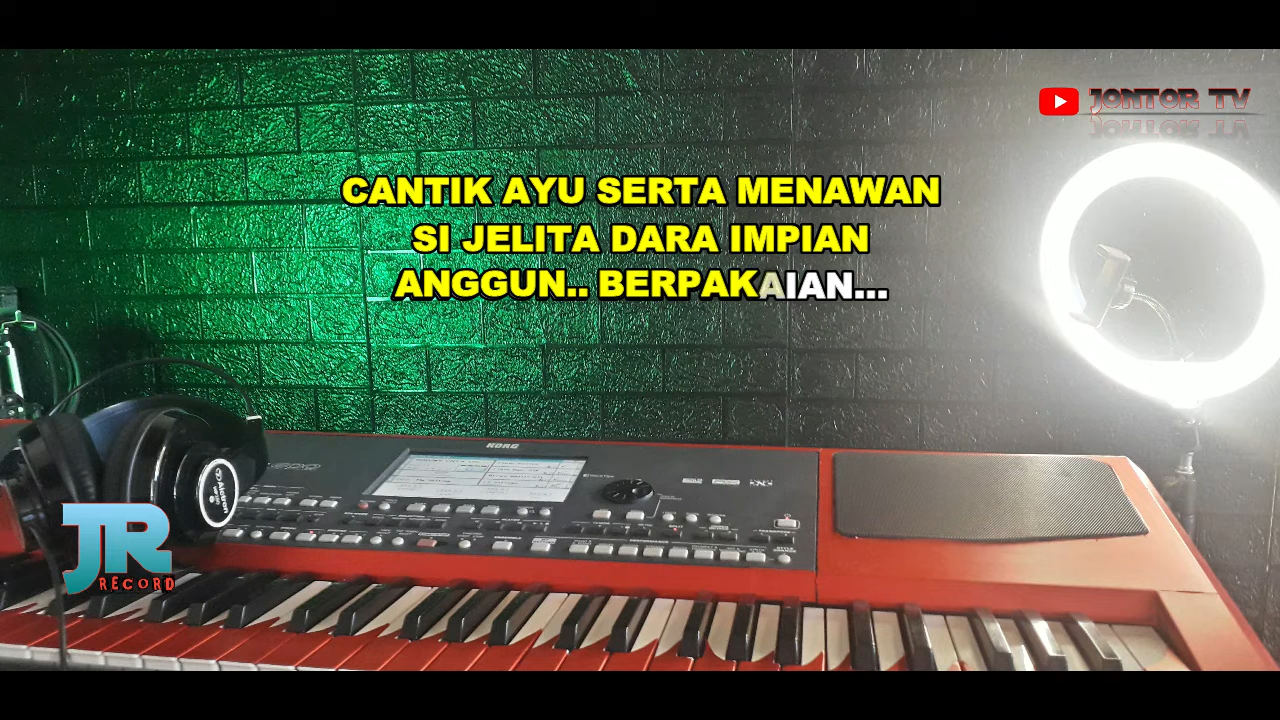 JONTOR TV
CANTIK AYU SERTA MENAWAN
SI JELITA DARA IMPIAN
ANGGUN.. BERPAKAIAN...
KORG
JR
RECORD